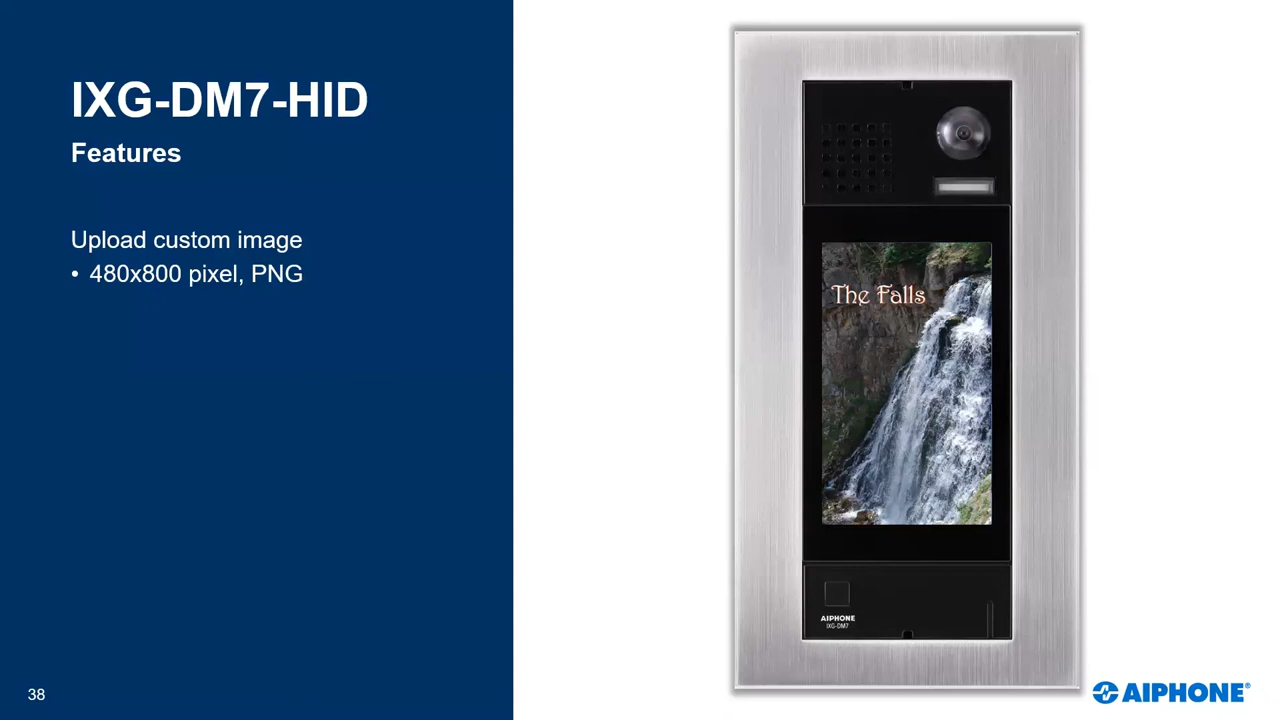 IXG-DM7-HID
Features
Upload custom image
• 480x800 pixel, PNG
The Falls
AIPHONE
IXG-DM7
38
AIPHONE®